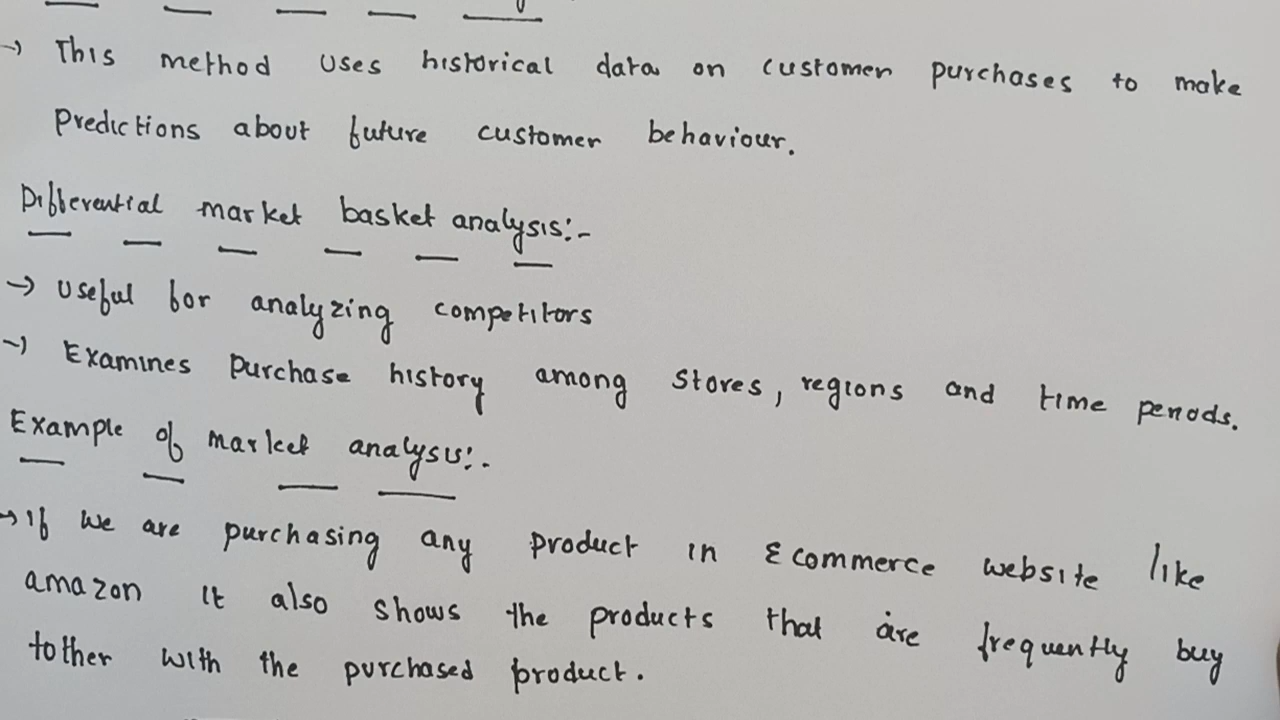 → This method uses historical data on customer purchases to make
Predictions about future customer behaviour.
Differential market basket analysis:-
→ Useful for analyzing competitors
→ Examines Purchase history among Stores, regions and time periods.
Example of market analysis:-
→ If we are purchasing any product in Ecommerce website like
amazon it also shows the products that are frequently buy
tother with the purchased product.